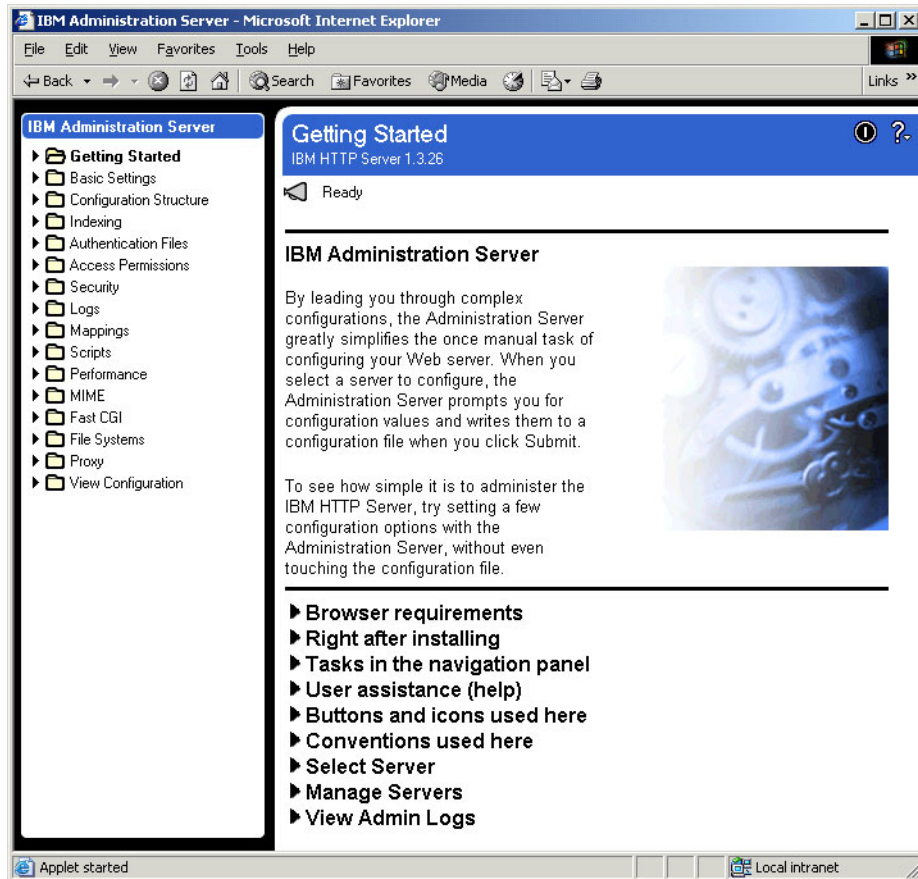 IBM Administration Server - Microsoft Internet Explorer
File Edit View Favorites Tools Help
Back Search Favorites Media Links »
IBM Administration Server
Getting Started
Basic Settings
Configuration Structure
Indexing
Authentication Files
Access Permissions
Security
Logs
Mappings
Scripts
Performance
MIME
Fast CGI
File Systems
Proxy
View Configuration
Getting Started
IBM HTTP Server 1.3.26
Ready
IBM Administration Server
By leading you through complex
configurations, the Administration Server
greatly simplifies the once manual task of
configuring your Web server. When you
select a server to configure, the
Administration Server prompts you for
configuration values and writes them to a
configuration file when you click Submit.
To see how simple it is to administer the
IBM HTTP Server, try setting a few
configuration options with the
Administration Server, without even
touching the configuration file.
Browser requirements
Right after installing
Tasks in the navigation panel
User assistance (help)
Buttons and icons used here
Conventions used here
Select Server
Manage Servers
View Admin Logs
Applet started
Local intranet